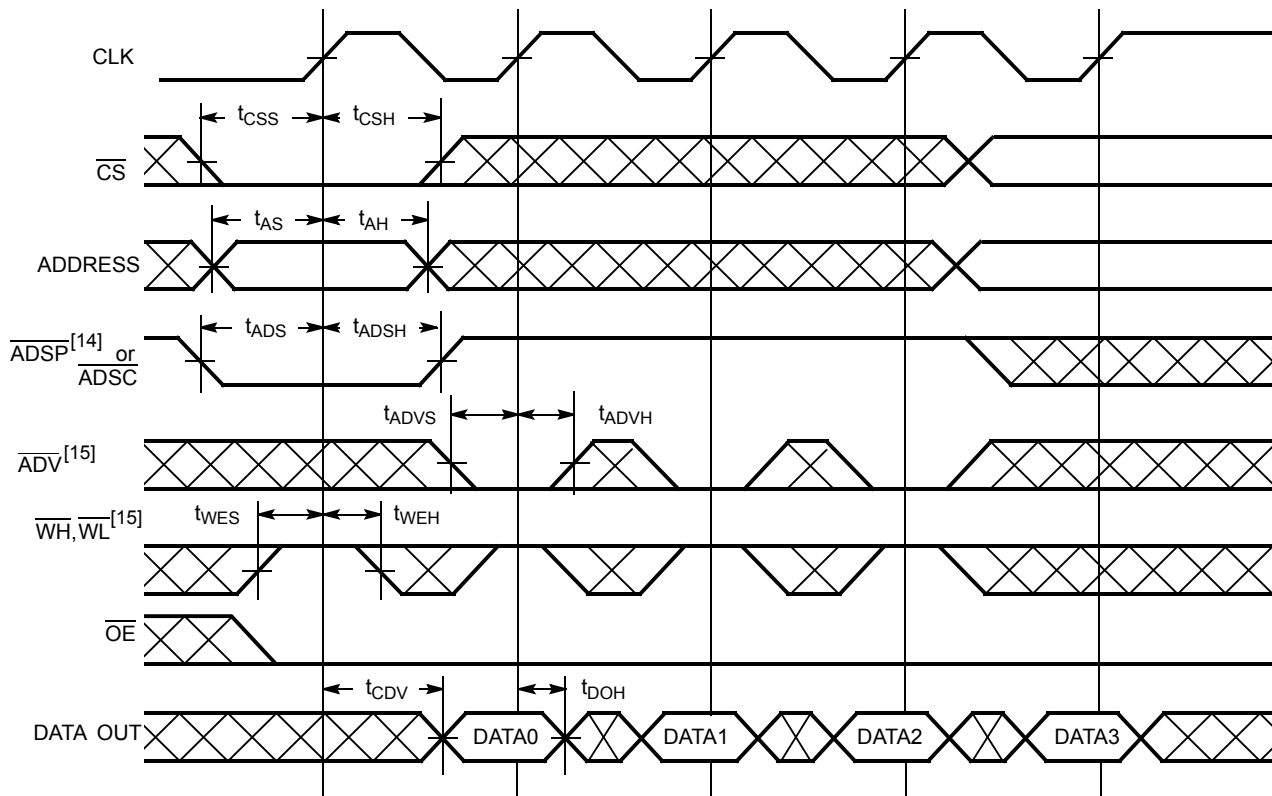 CLK
tCSS tCSH
CS
tAS tAH
ADDRESS
tADS tADSH
ADSP[14] or
ADSC
tADVS tADVH
ADV[15]
tWES tWEH
WH, WL[15]
OE
tCDV tDOH
DATA OUT DATA0 DATA1 DATA2 DATA3